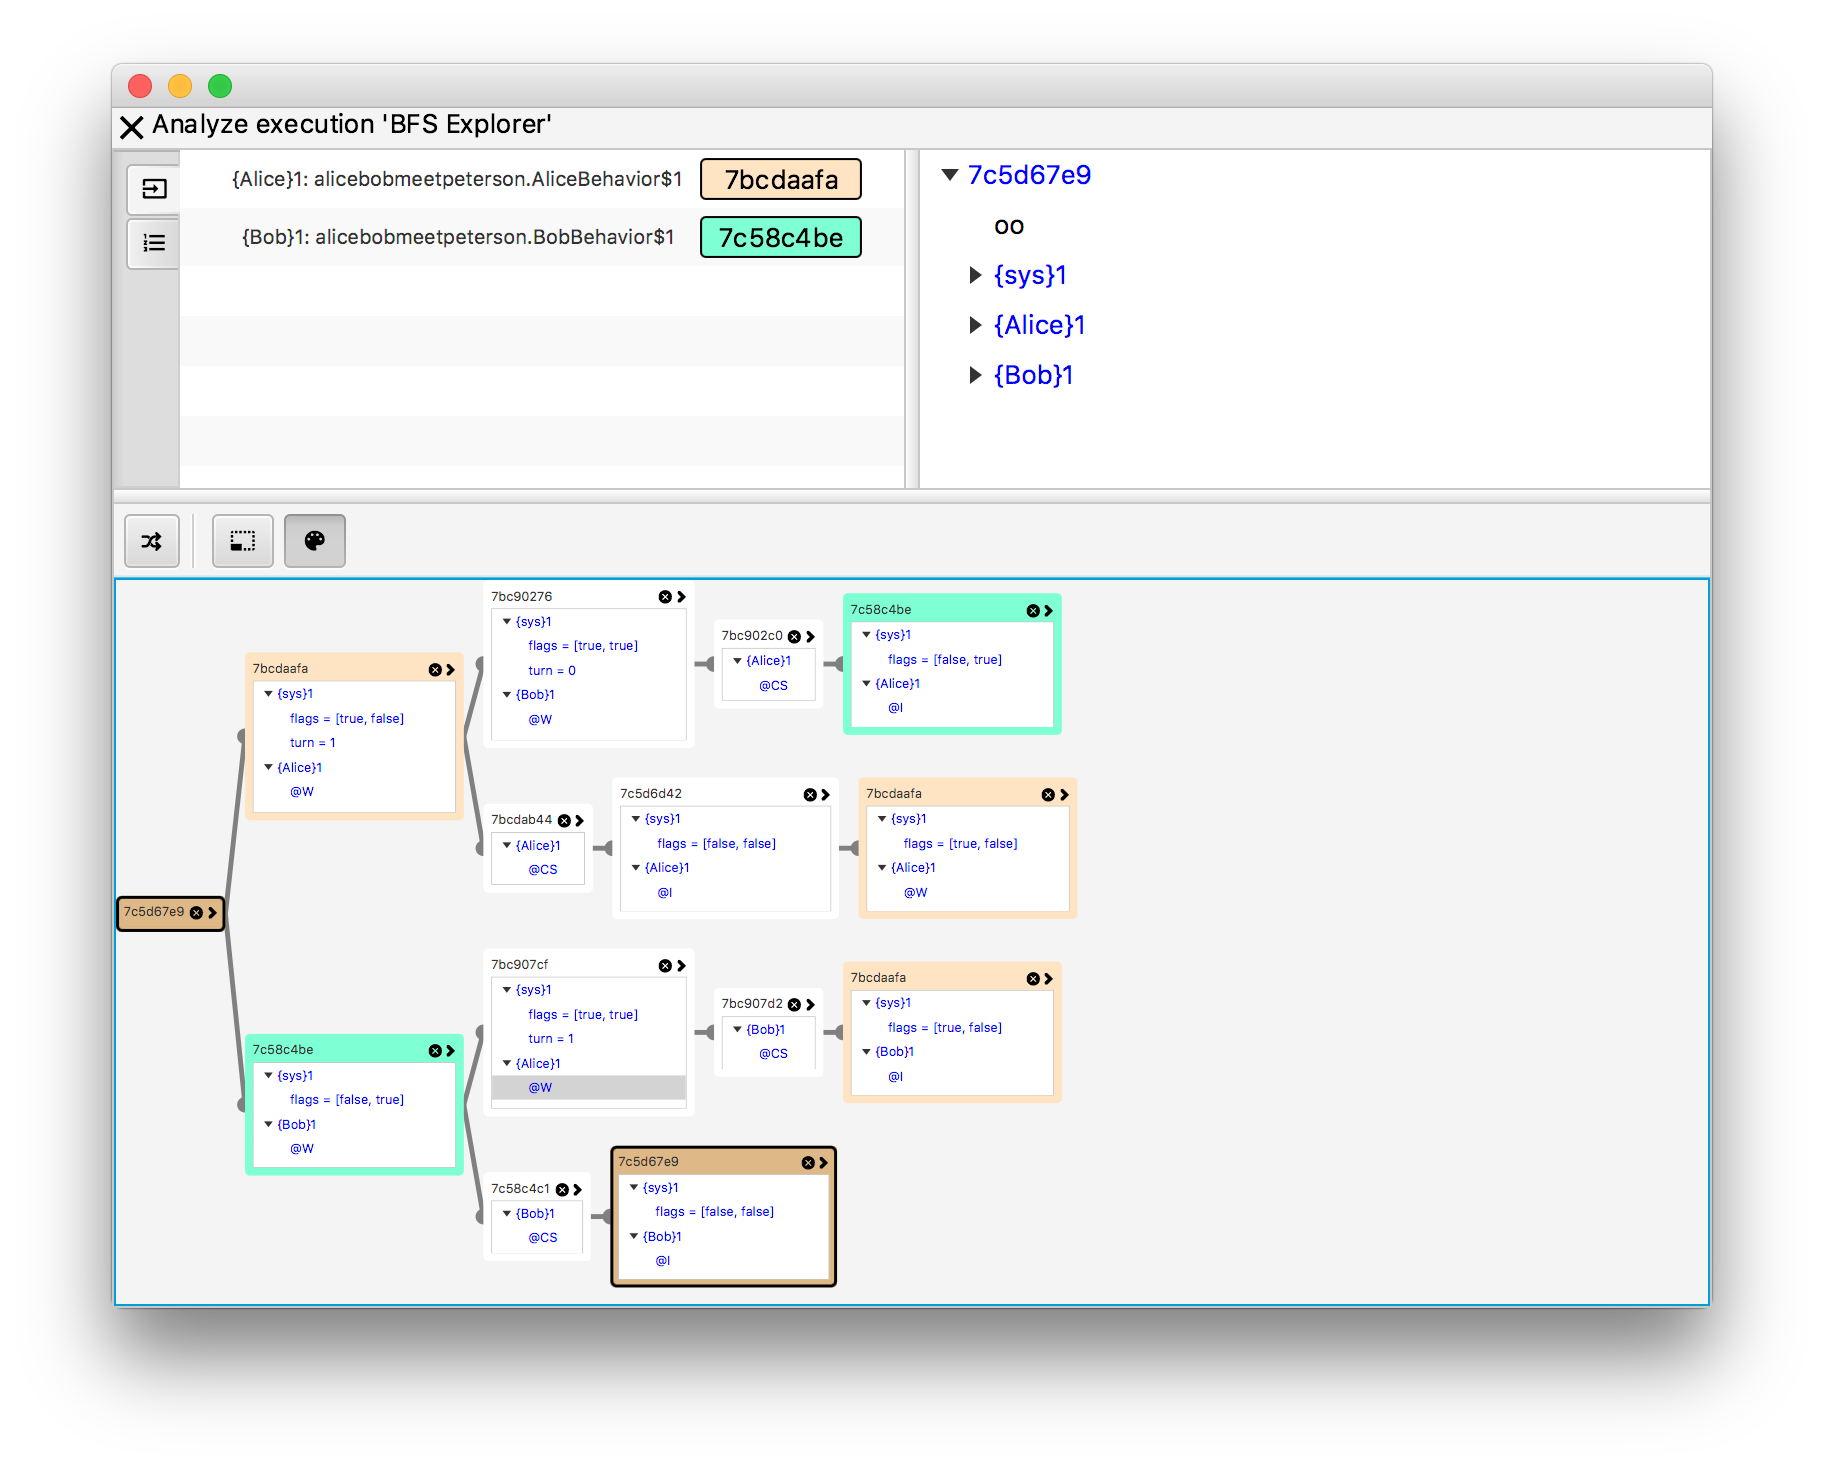 Analyze execution 'BFS Explorer'
{Alice}1: alicebobmeetpeterson.AliceBehavior$1
7bcdaafa
{Bob}1: alicebobmeetpeterson.BobBehavior$1
7c58c4be
7c5d67e9
oo
{sys}1
{Alice}1
{Bob}1
7c5d67e9
7bcdaafa
{sys}1
flags = [true, false]
turn = 1
{Alice}1
@W
7bc90276
{sys}1
flags = [true, true]
turn = 0
{Bob}1
@W
7bc902c0
{Alice}1
@CS
7c58c4be
{sys}1
flags = [false, true]
{Alice}1
@I
7bcdab44
{Alice}1
@CS
7c5d6d42
{sys}1
flags = [false, false]
{Alice}1
@I
7bcdaafa
{sys}1
flags = [true, false]
{Alice}1
@W
7c58c4be
{sys}1
flags = [false, true]
{Bob}1
@W
7bc907cf
{sys}1
flags = [true, true]
turn = 1
{Alice}1
@W
7bc907d2
{Bob}1
@CS
7bcdaafa
{sys}1
flags = [true, false]
{Bob}1
@I
7c58c4c1
{Bob}1
@CS
7c5d67e9
{sys}1
flags = [false, false]
{Bob}1
@I